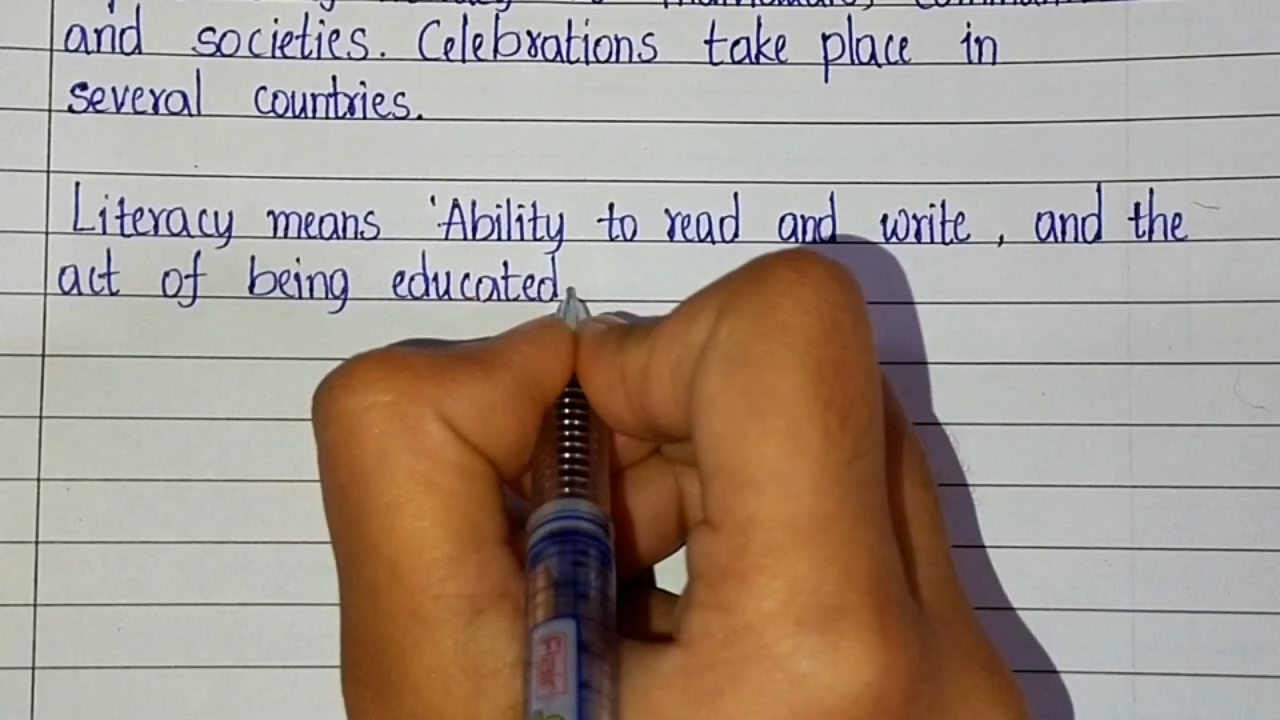 and societies. Celebrations take place in
several countries.
Literacy means 'Ability to read and write, and the
act of being educated.
Flair